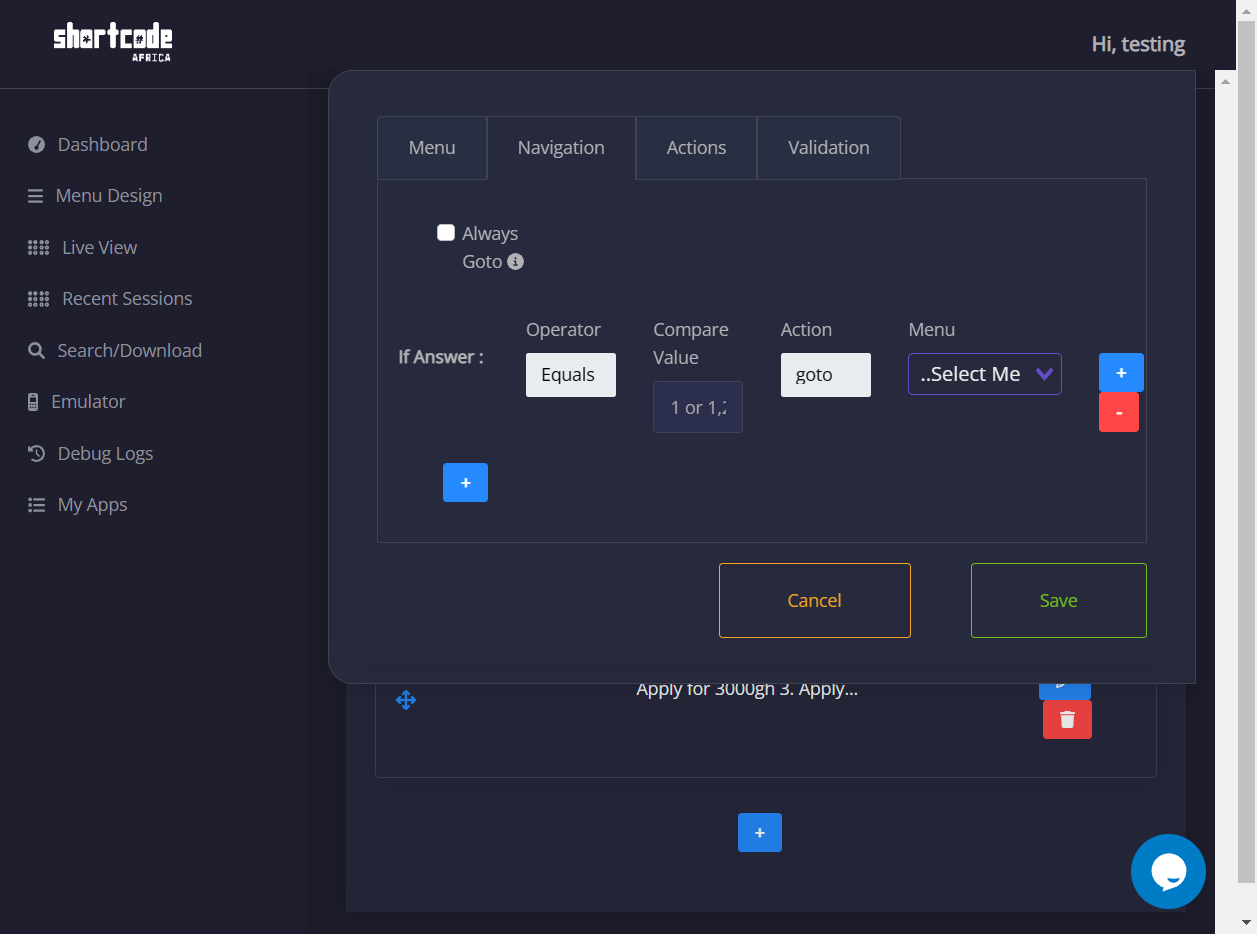 shortcode
AFRICA
Hi, testing
Dashboard
Menu Design
Live View
Recent Sessions
Search/Download
Emulator
Debug Logs
My Apps
Menu Navigation Actions Validation
Always
Goto
Operator Compare Action Menu
If Answer : Value
Equals goto ..Select Me +
1 or 1,2 -
+
Cancel Save
Apply for 3000gh 3. Apply...
+